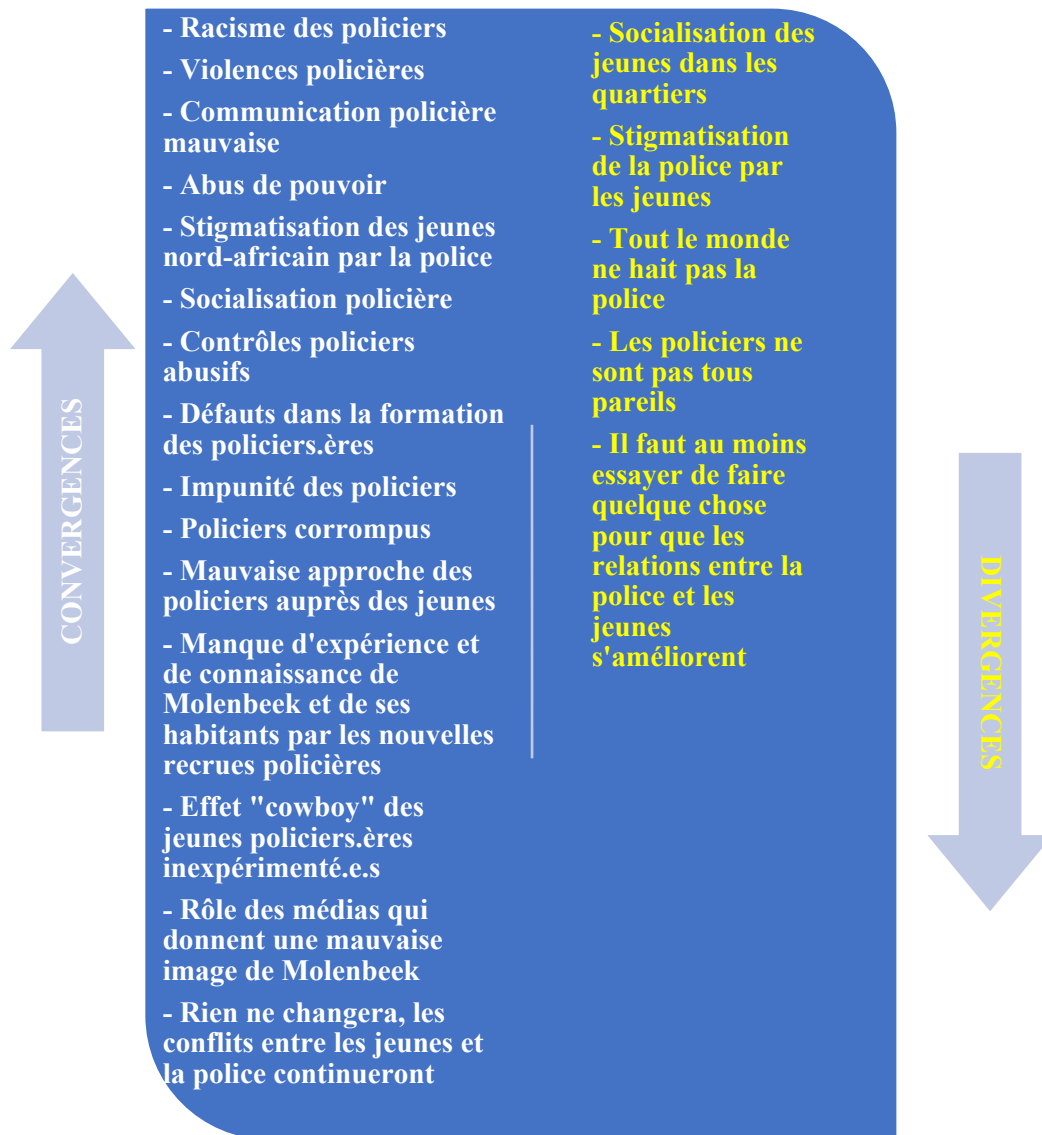 CONVERGENCES
- Racisme des policiers
- Violences policières
- Communication policière
mauvaise
- Abus de pouvoir
- Stigmatisation des jeunes
nord-africain par la police
- Socialisation policière
- Contrôles policiers
abusifs
- Défauts dans la formation
des policiers.ères
- Impunité des policiers
- Policiers corrompus
- Mauvaise approche des
policiers auprès des jeunes
- Manque d'expérience et
de connaissance de
Molenbeek et de ses
habitants par les nouvelles
recrues policières
- Effet "cowboy" des
jeunes policiers.ères
inexpérimenté.e.s
- Rôle des médias qui
donnent une mauvaise
image de Molenbeek
- Rien ne changera, les
conflits entre les jeunes et
la police continueront
- Socialisation des
jeunes dans les
quartiers
- Stigmatisation
de la police par
les jeunes
- Tout le monde
ne hait pas la
police
- Les policiers ne
sont pas tous
pareils
- Il faut au moins
essayer de faire
quelque chose
pour que les
relations entre la
police et les
jeunes
s'améliorent
DIVERGENCES